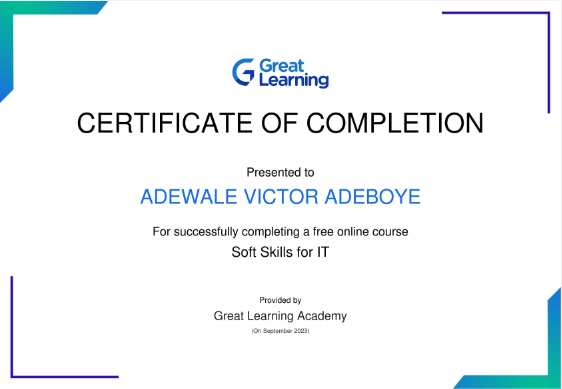 Great
Learning
CERTIFICATE OF COMPLETION
Presented to
ADEWALE VICTOR ADEBOYE
For successfully completing a free online course
Soft Skills for IT
Provided by
Great Learning Academy
(On September 2023)